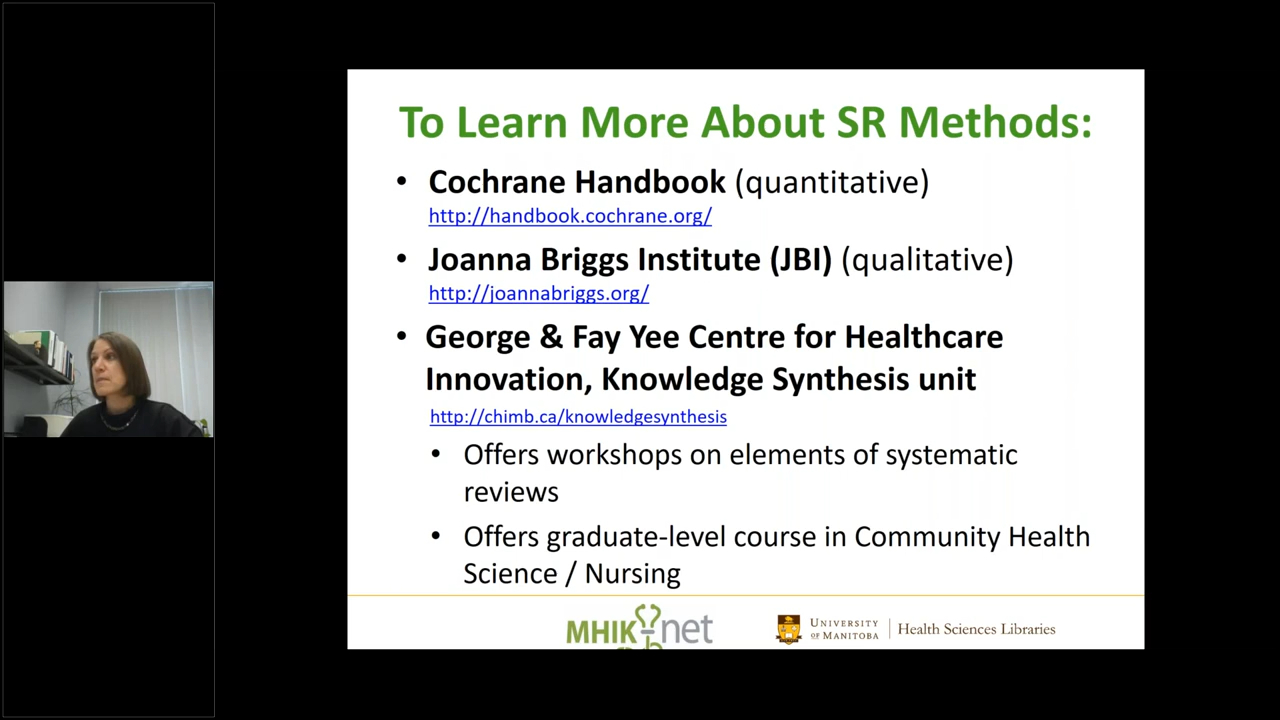 To Learn More About SR Methods:
• Cochrane Handbook (quantitative)
http://handbook.cochrane.org/
• Joanna Briggs Institute (JBI) (qualitative)
http://joannabriggs.org/
• George & Fay Yee Centre for Healthcare
Innovation, Knowledge Synthesis unit
http://chimb.ca/knowledgesynthesis
• Offers workshops on elements of systematic
reviews
• Offers graduate-level course in Community Health
Science / Nursing
MHIKnet
UNIVERSITY
OF MANITOBA
Health Sciences Libraries